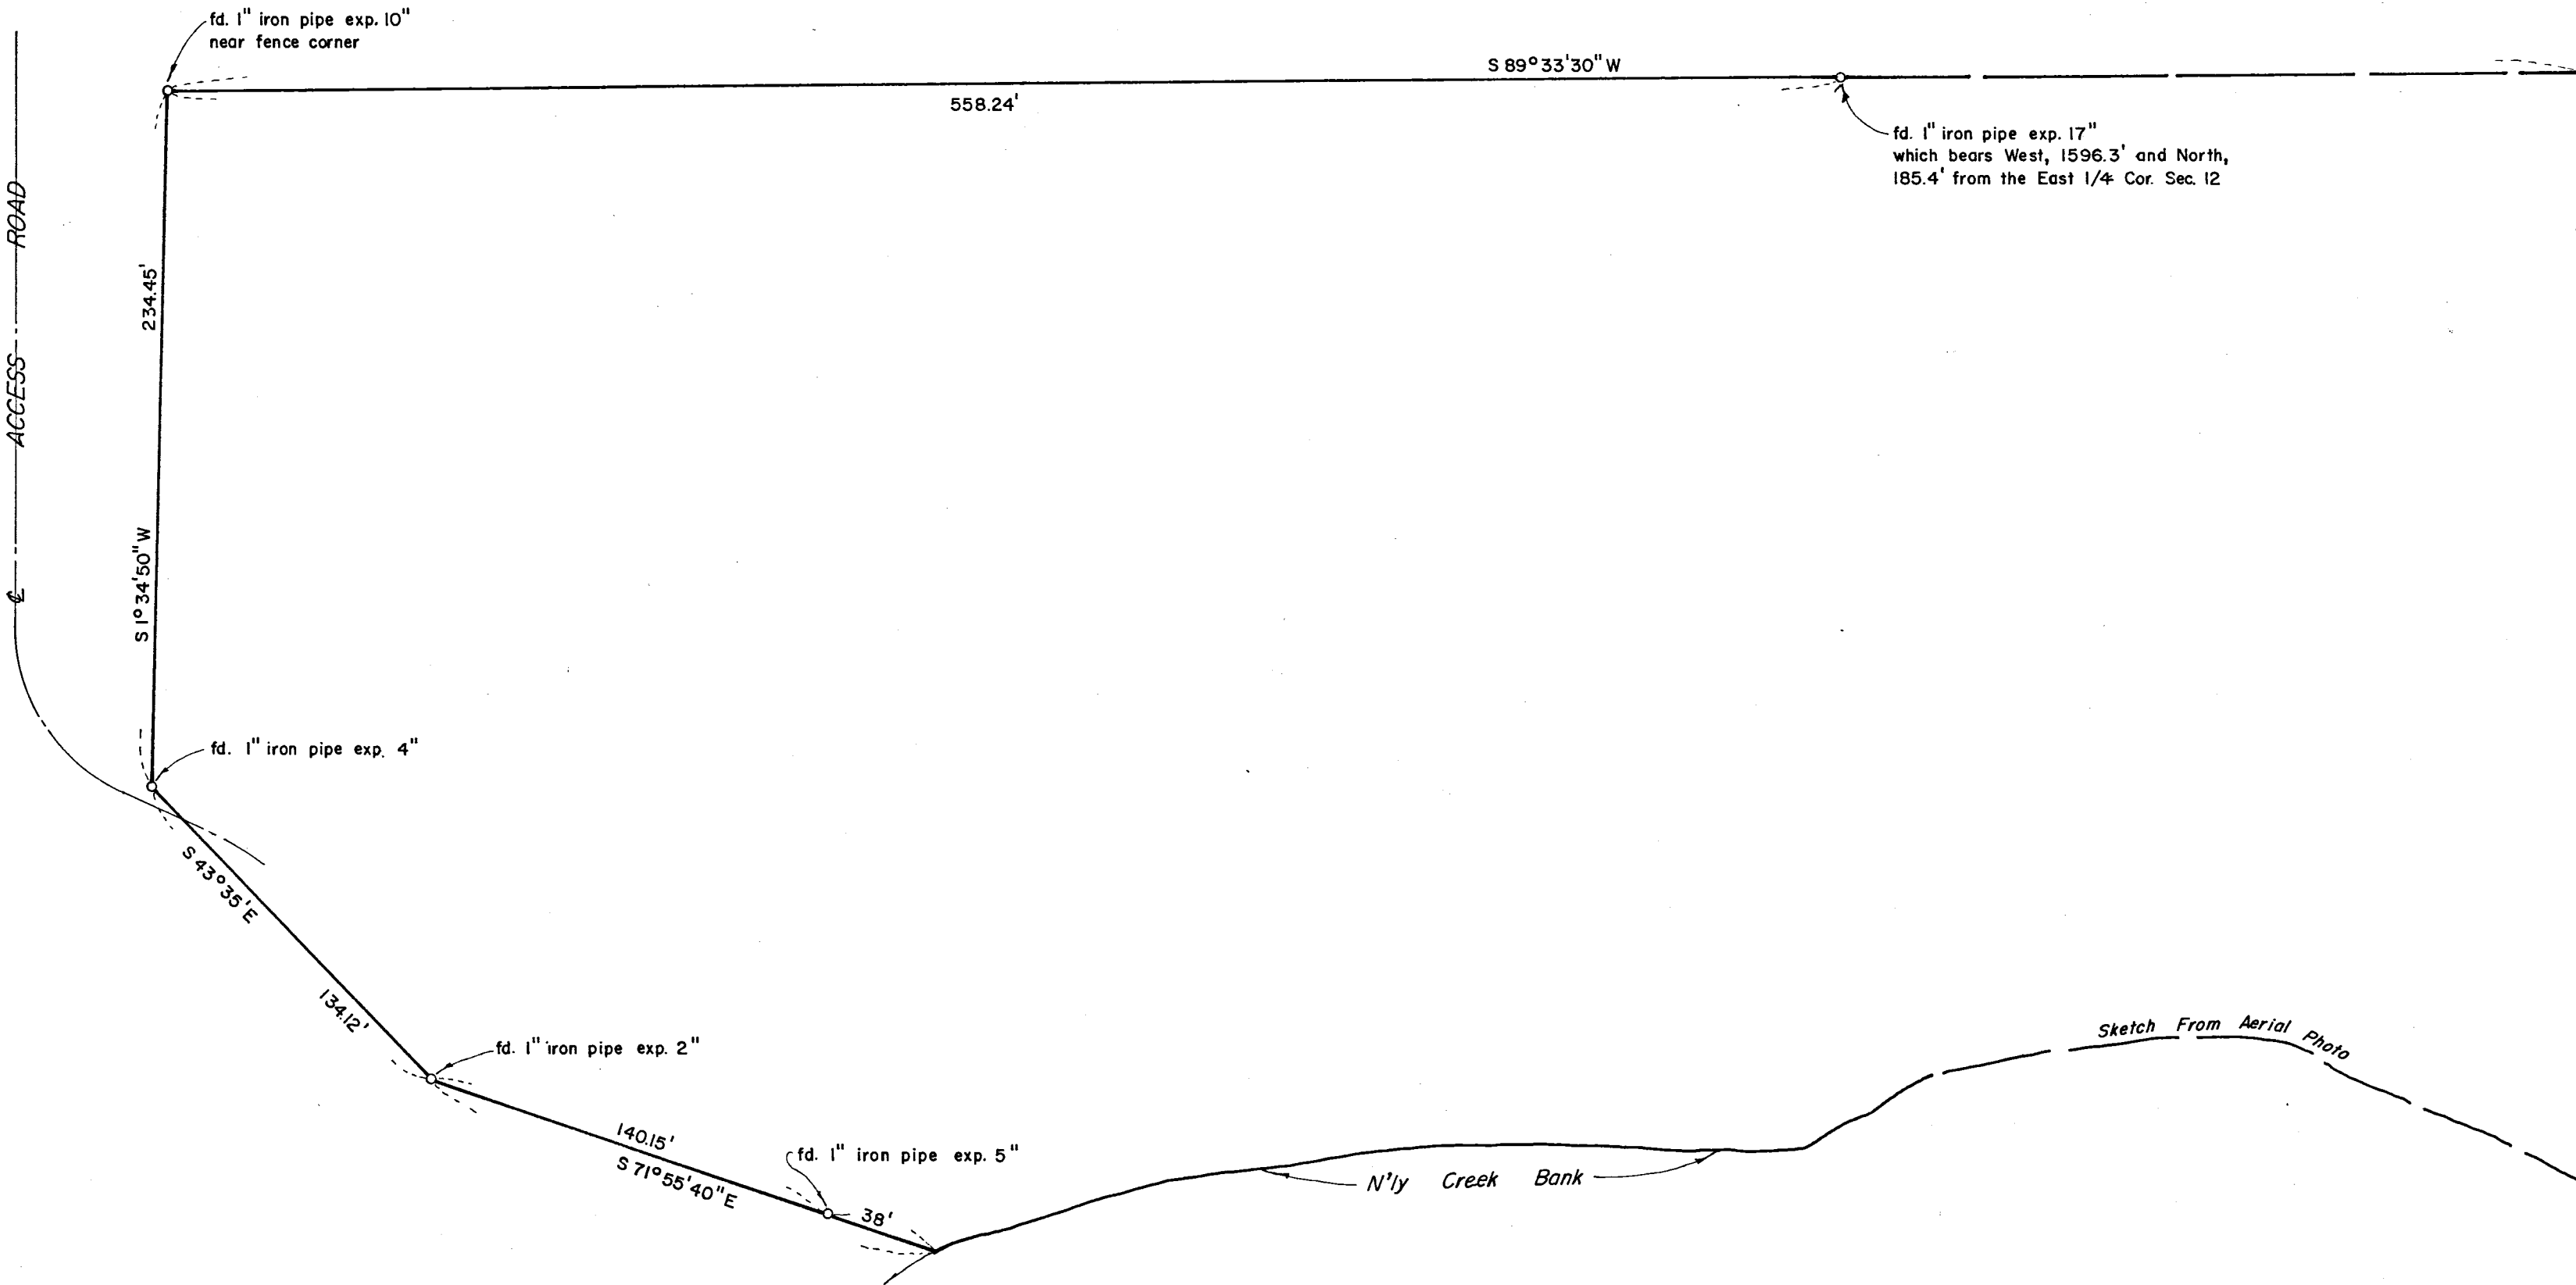 fd. 1" iron pipe exp. 10"
near fence corner
S 89°33'30" W
558.24'
fd. 1" iron pipe exp. 17"
which bears West, 1596.3' and North,
185.4' from the East 1/4 Cor. Sec. 12
ACCESS ROAD
℄
234.45'
S 1°34'50" W
fd. 1" iron pipe exp. 4"
S 43°35' E
134.12'
fd. 1" iron pipe exp. 2"
140.15'
S 71°55'40" E
fd. 1" iron pipe exp. 5"
38'
N'ly Creek Bank
Sketch From Aerial Photo